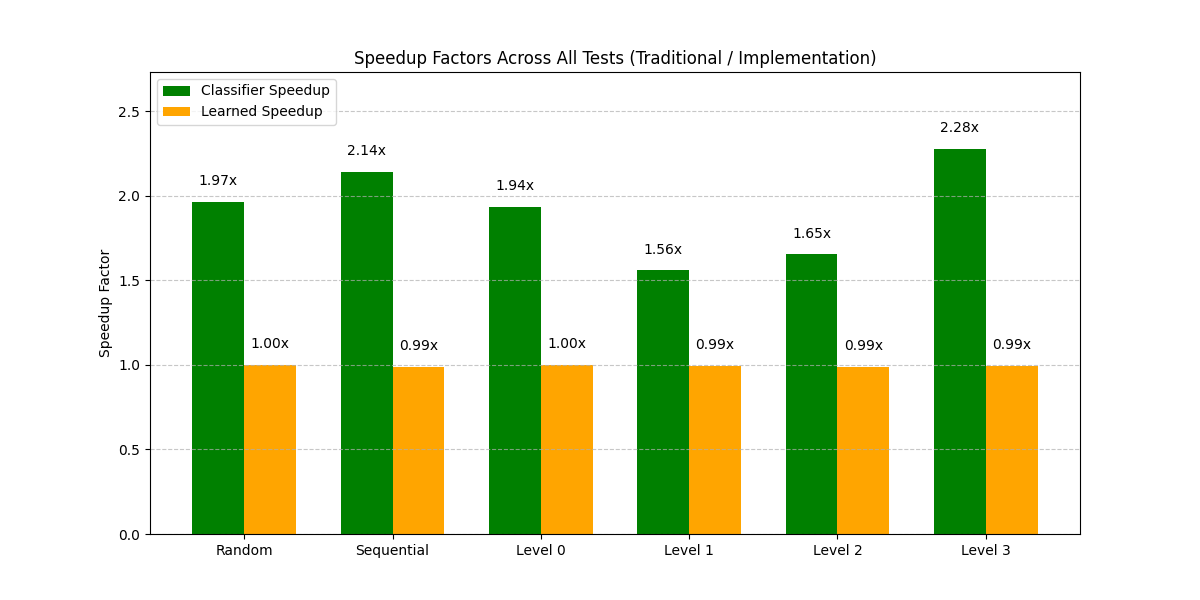 Speedup Factors Across All Tests (Traditional / Implementation)
Classifier Speedup
Learned Speedup
Speedup Factor
2.5
2.0
1.5
1.0
0.5
0.0
1.97x
1.00x
2.14x
0.99x
1.94x
1.00x
1.56x
0.99x
1.65x
0.99x
2.28x
0.99x
Random
Sequential
Level 0
Level 1
Level 2
Level 3